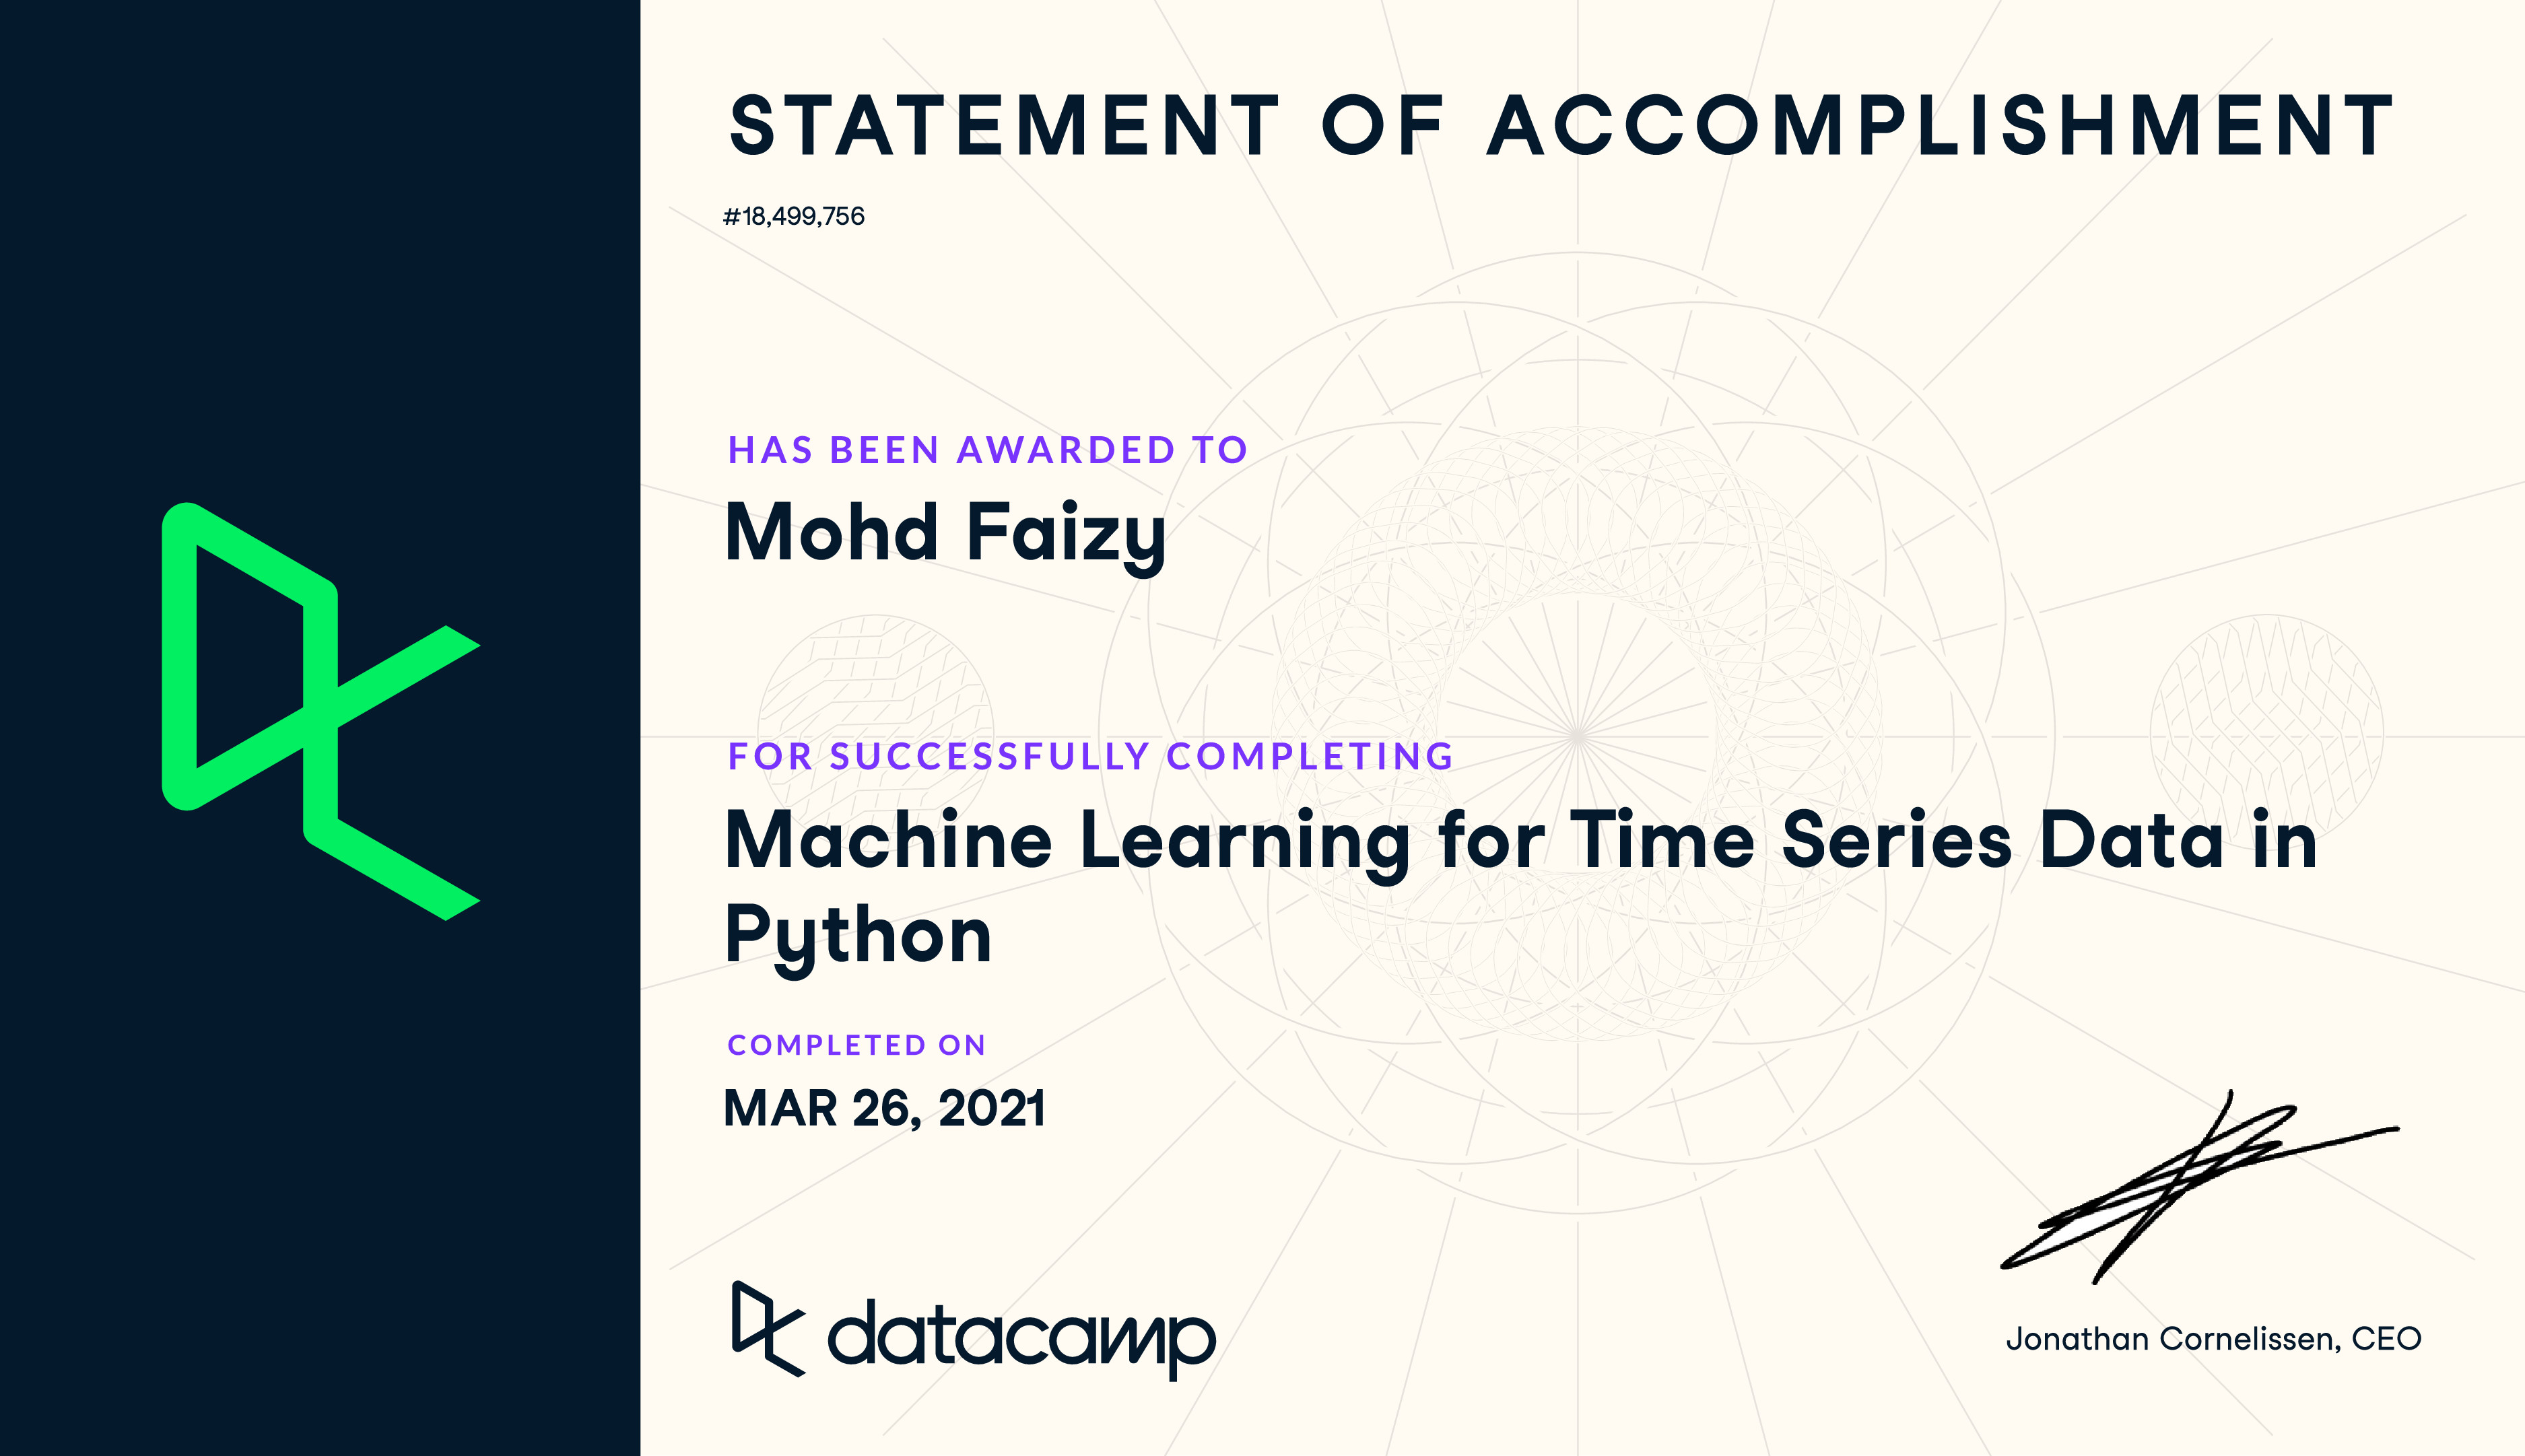 STATEMENT OF ACCOMPLISHMENT
#18,499,756
HAS BEEN AWARDED TO
Mohd Faizy
FOR SUCCESSFULLY COMPLETING
Machine Learning for Time Series Data in
Python
COMPLETED ON
MAR 26, 2021
datacamp
Jonathan Cornelissen, CEO